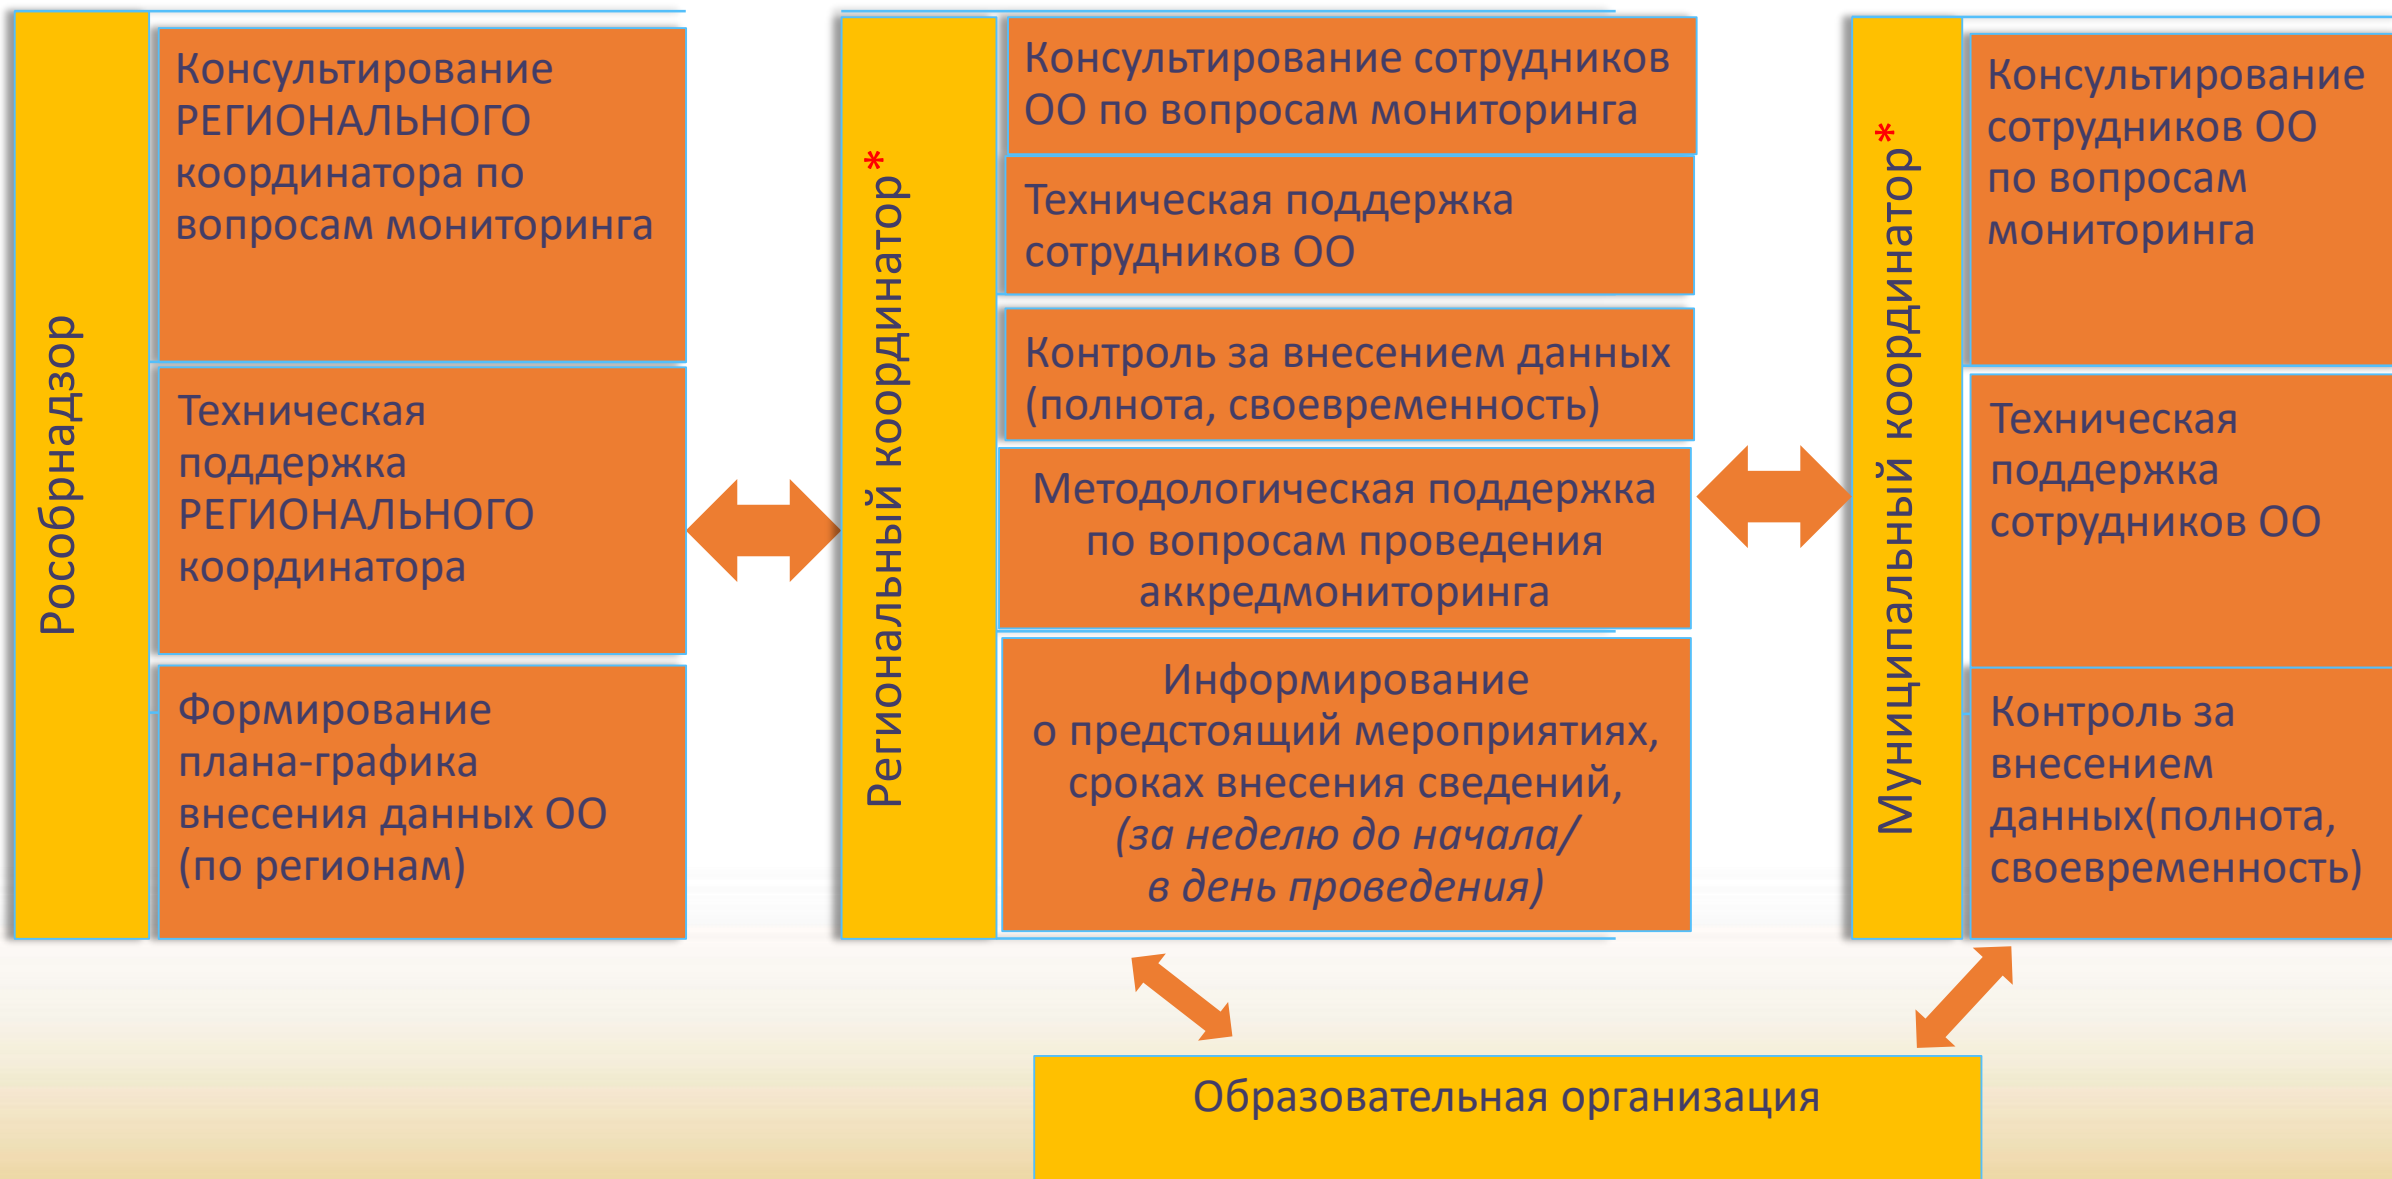 Рособрнадзор
Консультирование
РЕГИОНАЛЬНОГО
координатора по
вопросам мониторинга
Техническая
поддержка
РЕГИОНАЛЬНОГО
координатора
Формирование
плана-графика
внесения данных ОО
(по регионам)
Региональный координатор*
Консультирование сотрудников
ОО по вопросам мониторинга
Техническая поддержка
сотрудников ОО
Контроль за внесением данных
(полнота, своевременность)
Методологическая поддержка
по вопросам проведения
аккредмониторинга
Информирование
о предстоящий мероприятиях,
сроках внесения сведений,
(за неделю до начала/
в день проведения)
Муниципальный координатор*
Консультирование
сотрудников ОО
по вопросам
мониторинга
Техническая
поддержка
сотрудников ОО
Контроль за
внесением
данных(полнота,
своевременность)
Образовательная организация